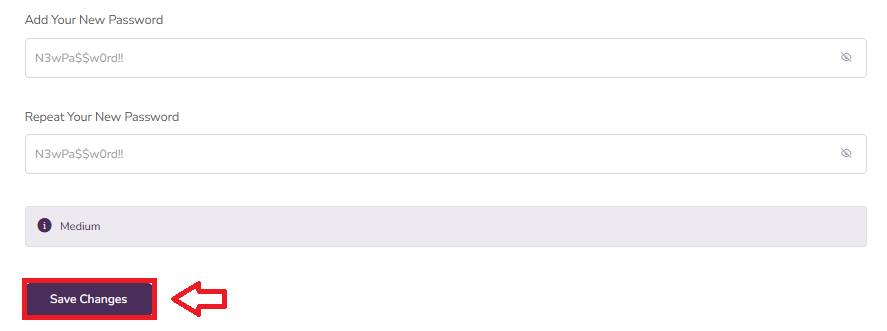 Add Your New Password
N3wPa$$w0rd!!
Repeat Your New Password
N3wPa$$w0rd!!
Medium
Save Changes